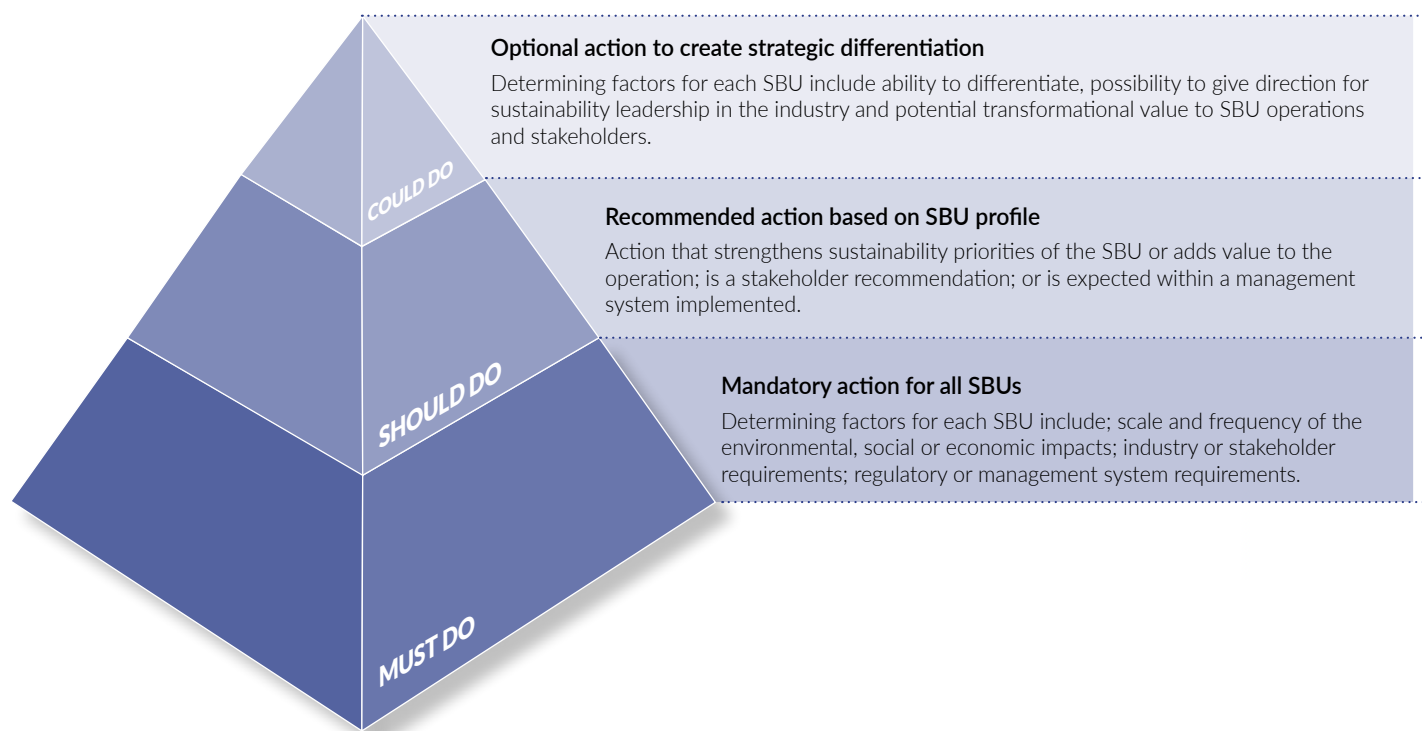 Optional action to create strategic differentiation
Determining factors for each SBU include ability to differentiate, possibility to give direction for
sustainability leadership in the industry and potential transformational value to SBU operations
and stakeholders.
COULD DO
Recommended action based on SBU profile
Action that strengthens sustainability priorities of the SBU or adds value to the
operation; is a stakeholder recommendation; or is expected within a management
system implemented.
SHOULD DO
Mandatory action for all SBUs
Determining factors for each SBU include; scale and frequency of the
environmental, social or economic impacts; industry or stakeholder
requirements; regulatory or management system requirements.
MUST DO